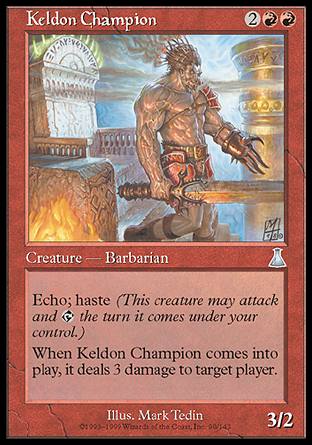 Keldon Champion 2
Creature — Barbarian
Echo; haste (This creature may attack
and the turn it comes under your
control.)
When Keldon Champion comes into
play, it deals 3 damage to target player.
Illus. Mark Tedin
3/2